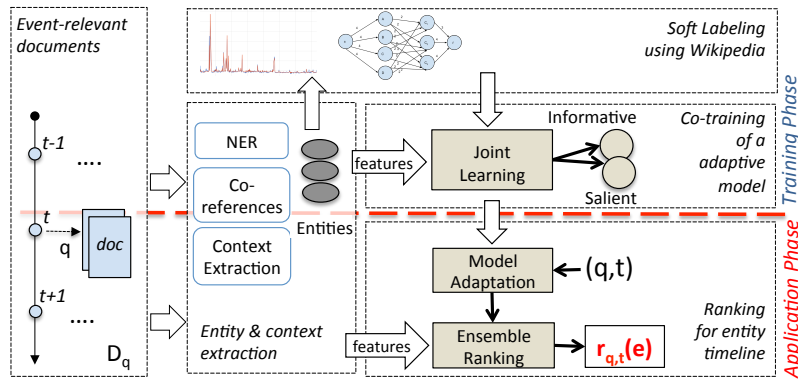 Event-relevant
documents
t-1
....
t
q
doc
t+1
....
Dq
NER
Co-
references
Context
Extraction
Entities
Entity & context
extraction
features
features
Soft Labeling
using Wikipedia
Joint
Learning
Informative
Salient
Co-training
of a
adaptive
model
Model
Adaptation
(q,t)
Ensemble
Ranking
rq,t(e)
Ranking
for entity
timeline
Training Phase
Application Phase